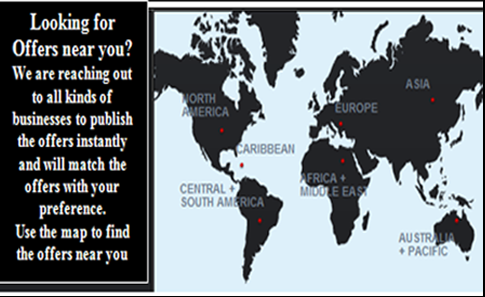 Looking for
Offers near you?
We are reaching out
to all kinds of
businesses to publish
the offers instantly
and will match the
offers with your
preference.
Use the map to find
the offers near you
NORTH
AMERICA
CARIBBEAN
CENTRAL +
SOUTH AMERICA
EUROPE
AFRICA +
MIDDLE EAST
ASIA
AUSTRALIA
+ PACIFIC